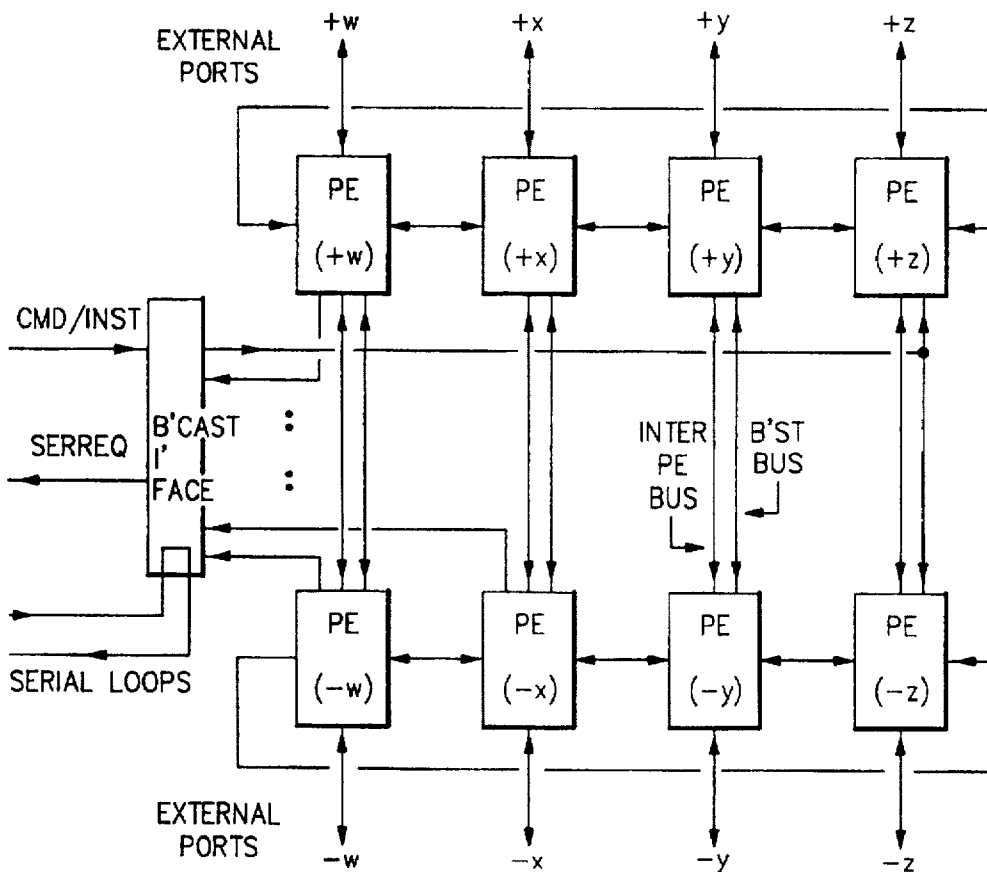 EXTERNAL
PORTS
+w
+x
+y
+z
PE
(+w)
PE
(+x)
PE
(+y)
PE
(+z)
CMD/INST
SERREQ
B'CAST
I'
FACE
SERIAL LOOPS
INTER
PE
BUS
B'ST
BUS
PE
(−w)
PE
(−x)
PE
(−y)
PE
(−z)
EXTERNAL
PORTS
−w
−x
−y
−z